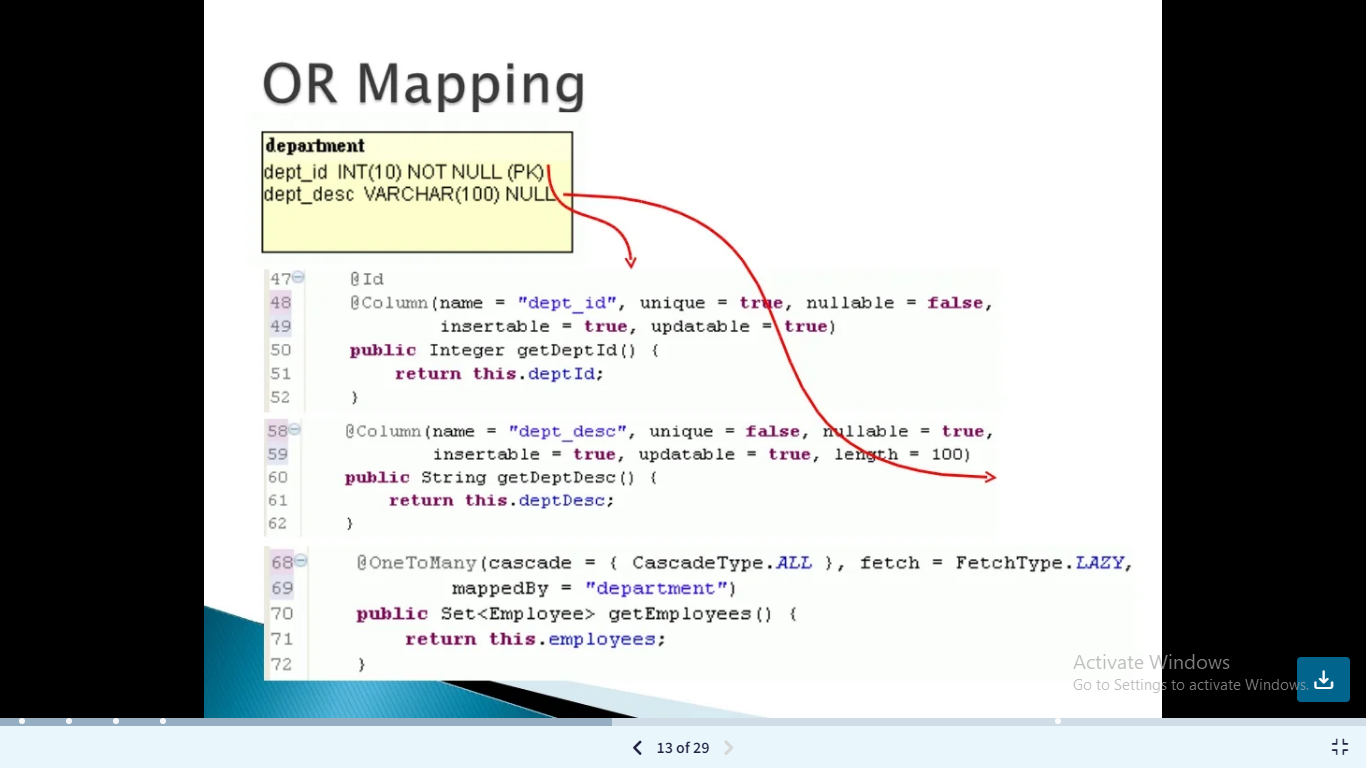 OR Mapping
department
dept_id INT(10) NOT NULL (PK)
dept_desc VARCHAR(100) NULL
47 @Id
48 @Column(name = "dept_id", unique = true, nullable = false,
49 insertable = true, updatable = true)
50 public Integer getDeptId() {
51 return this.deptId;
52 }
58 @Column(name = "dept_desc", unique = false, nullable = true,
59 insertable = true, updatable = true, length = 100)
60 public String getDeptDesc() {
61 return this.deptDesc;
62 }
68 @OneToMany(cascade = { CascadeType.ALL }, fetch = FetchType.LAZY,
69 mappedBy = "department")
70 public Set<Employee> getEmployees() {
71 return this.employees;
72 }
Activate Windows
Go to Settings to activate Windows.
13 of 29